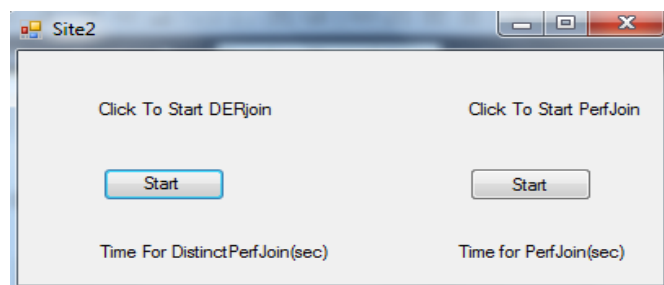 Site2
Click To Start DERjoin Click To Start PerfJoin
Start Start
Time For DistinctPerfJoin(sec) Time for PerfJoin(sec)